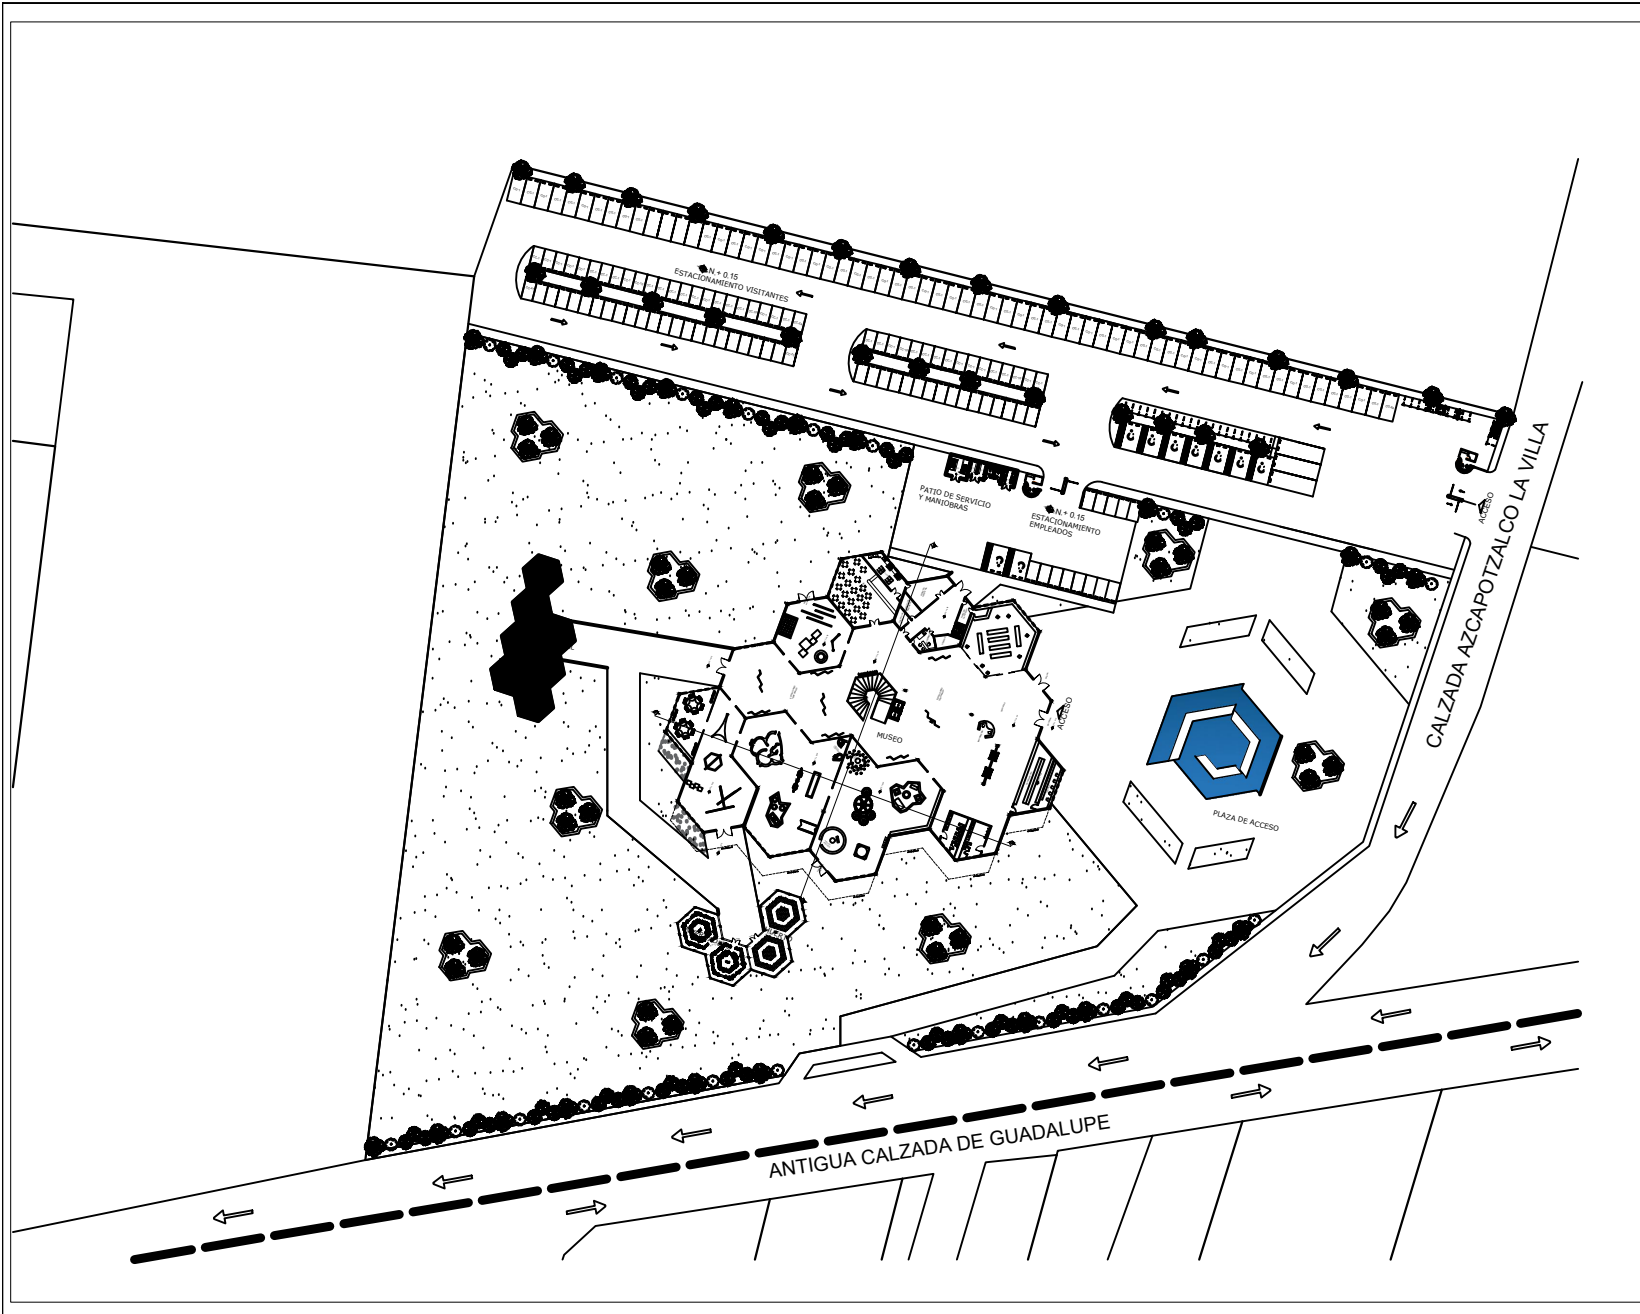 N.+ 0.15
ESTACIONAMIENTO VISITANTES
PATIO DE SERVICIO
Y MANIOBRAS
N.+ 0.15
ESTACIONAMIENTO
EMPLEADOS
ACCESO
CALZADA AZCAPOTZALCO LA VILLA
ACCESO
MUSEO
PLAZA DE ACCESO
ANTIGUA CALZADA DE GUADALUPE